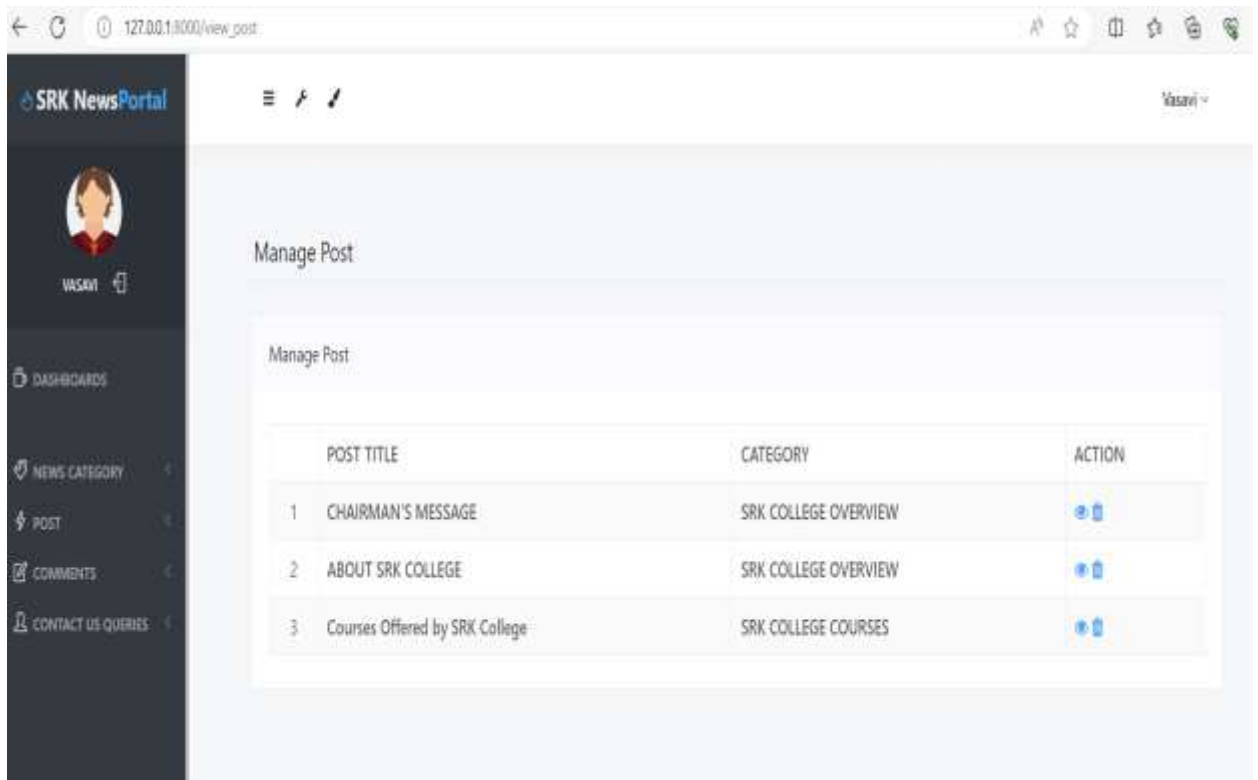 127.0.0.1:8000/view_post
SRK NewsPortal
Vasavi
VASAVI
Manage Post
Manage Post
DASHBOARDS
NEWS CATEGORY
POST
COMMENTS
CONTACT US QUERIES
POST TITLE CATEGORY ACTION
1 CHAIRMAN'S MESSAGE SRK COLLEGE OVERVIEW
2 ABOUT SRK COLLEGE SRK COLLEGE OVERVIEW
3 Courses Offered by SRK College SRK COLLEGE COURSES